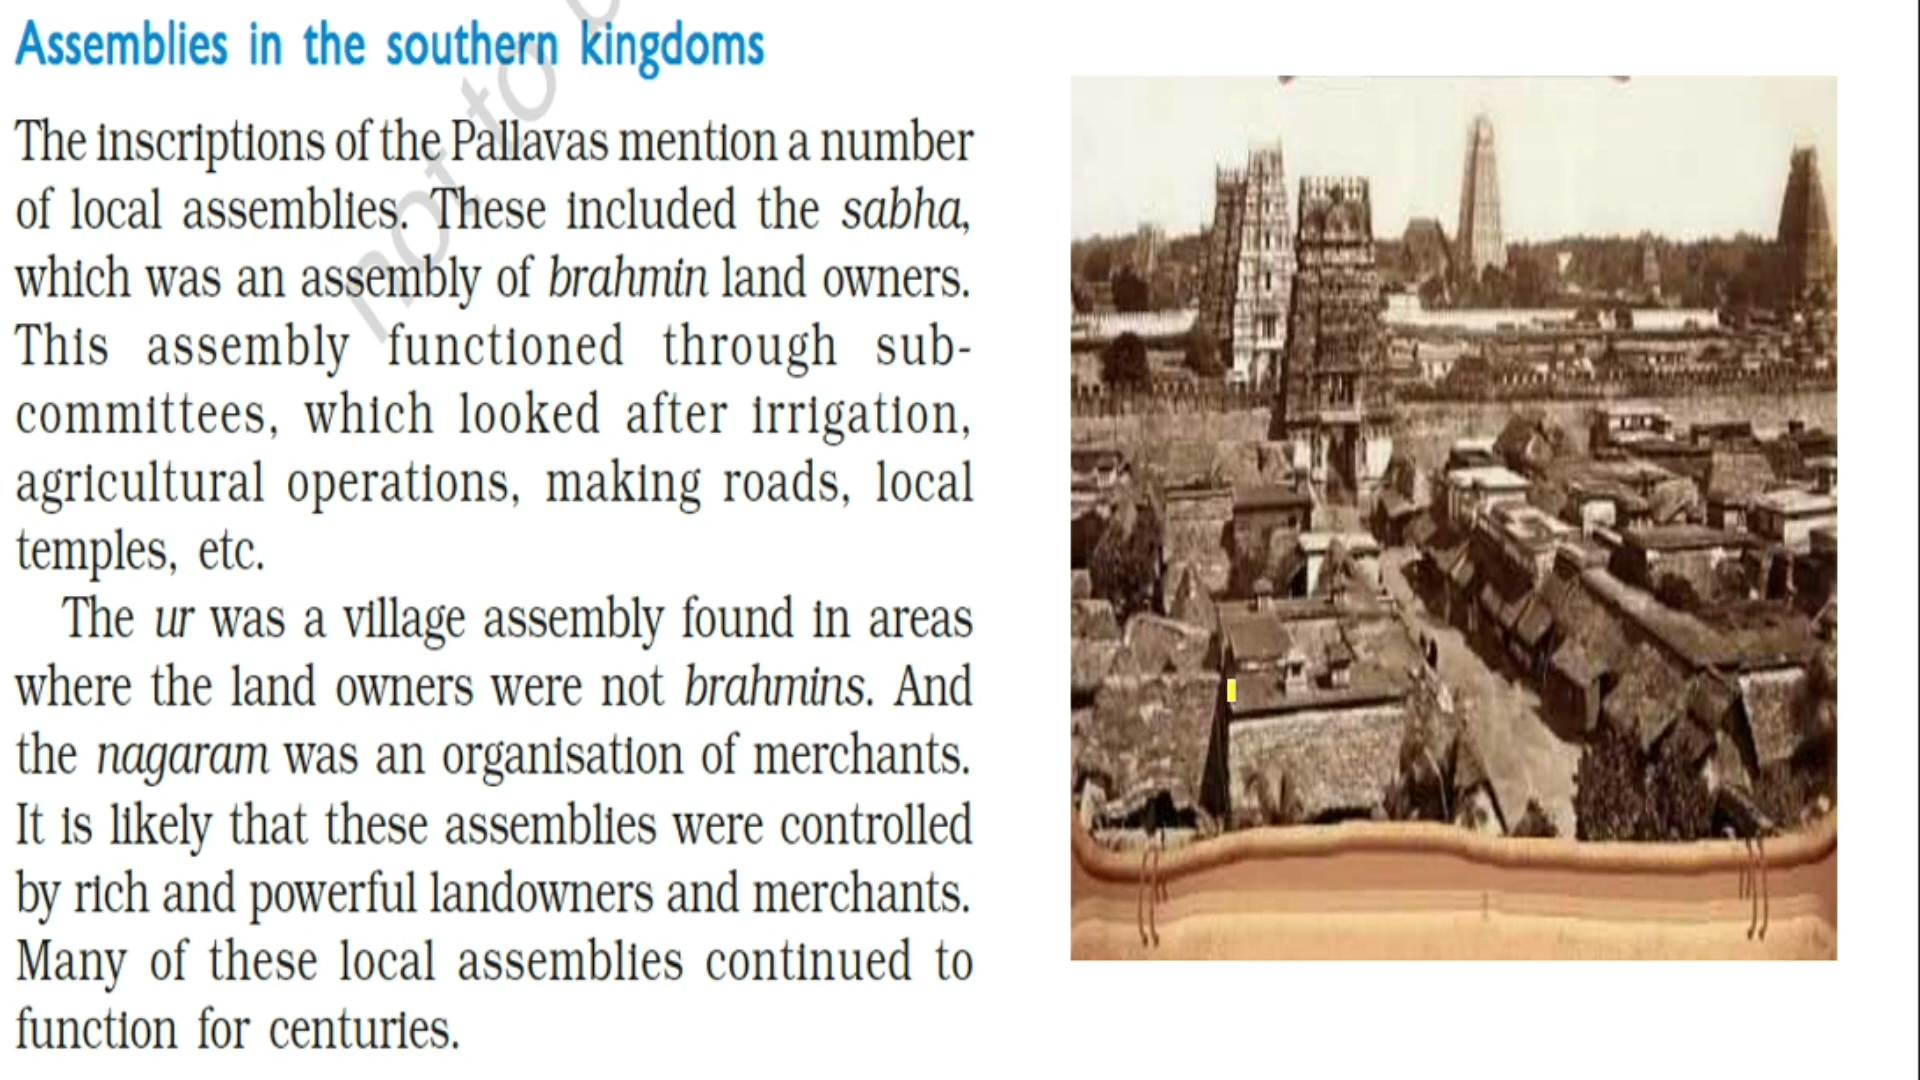 Assemblies in the southern kingdoms
The inscriptions of the Pallavas mention a number
of local assemblies. These included the sabha,
which was an assembly of brahmin land owners.
This assembly functioned through sub-
committees, which looked after irrigation,
agricultural operations, making roads, local
temples, etc.
The ur was a village assembly found in areas
where the land owners were not brahmins. And
the nagaram was an organisation of merchants.
It is likely that these assemblies were controlled
by rich and powerful landowners and merchants.
Many of these local assemblies continued to
function for centuries.
not to